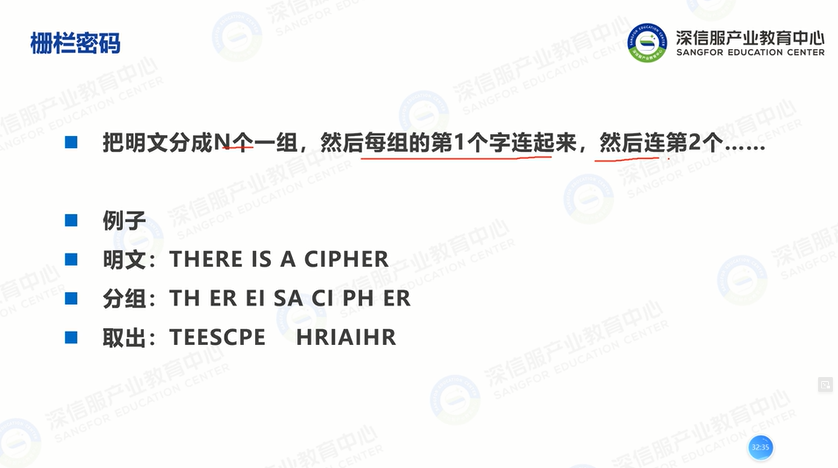 栅栏密码
深信服产业教育中心
SANGFOR EDUCATION CENTER
把明文分成N个一组，然后每组的第1个字连起来，然后连第2个……
例子
明文：THERE IS A CIPHER
分组：TH ER EI SA CI PH ER
取出：TEESCPE HRIAIHR
32:35